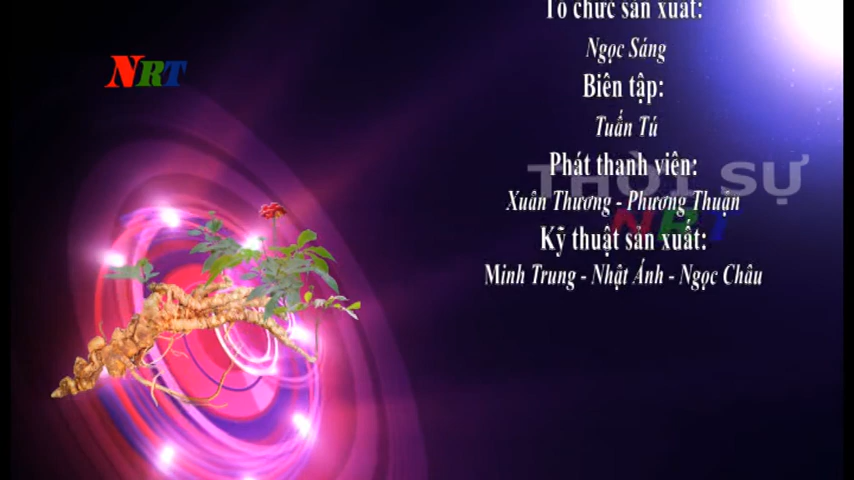 Tổ chức sản xuất:
NRT
Ngọc Sáng
Biên tập:
Tuấn Tú
Phát thanh viên:
THỜI SỰ
Xuân Thương - Phương Thuận
NRT
Kỹ thuật sản xuất:
Minh Trung - Nhật Ánh - Ngọc Châu